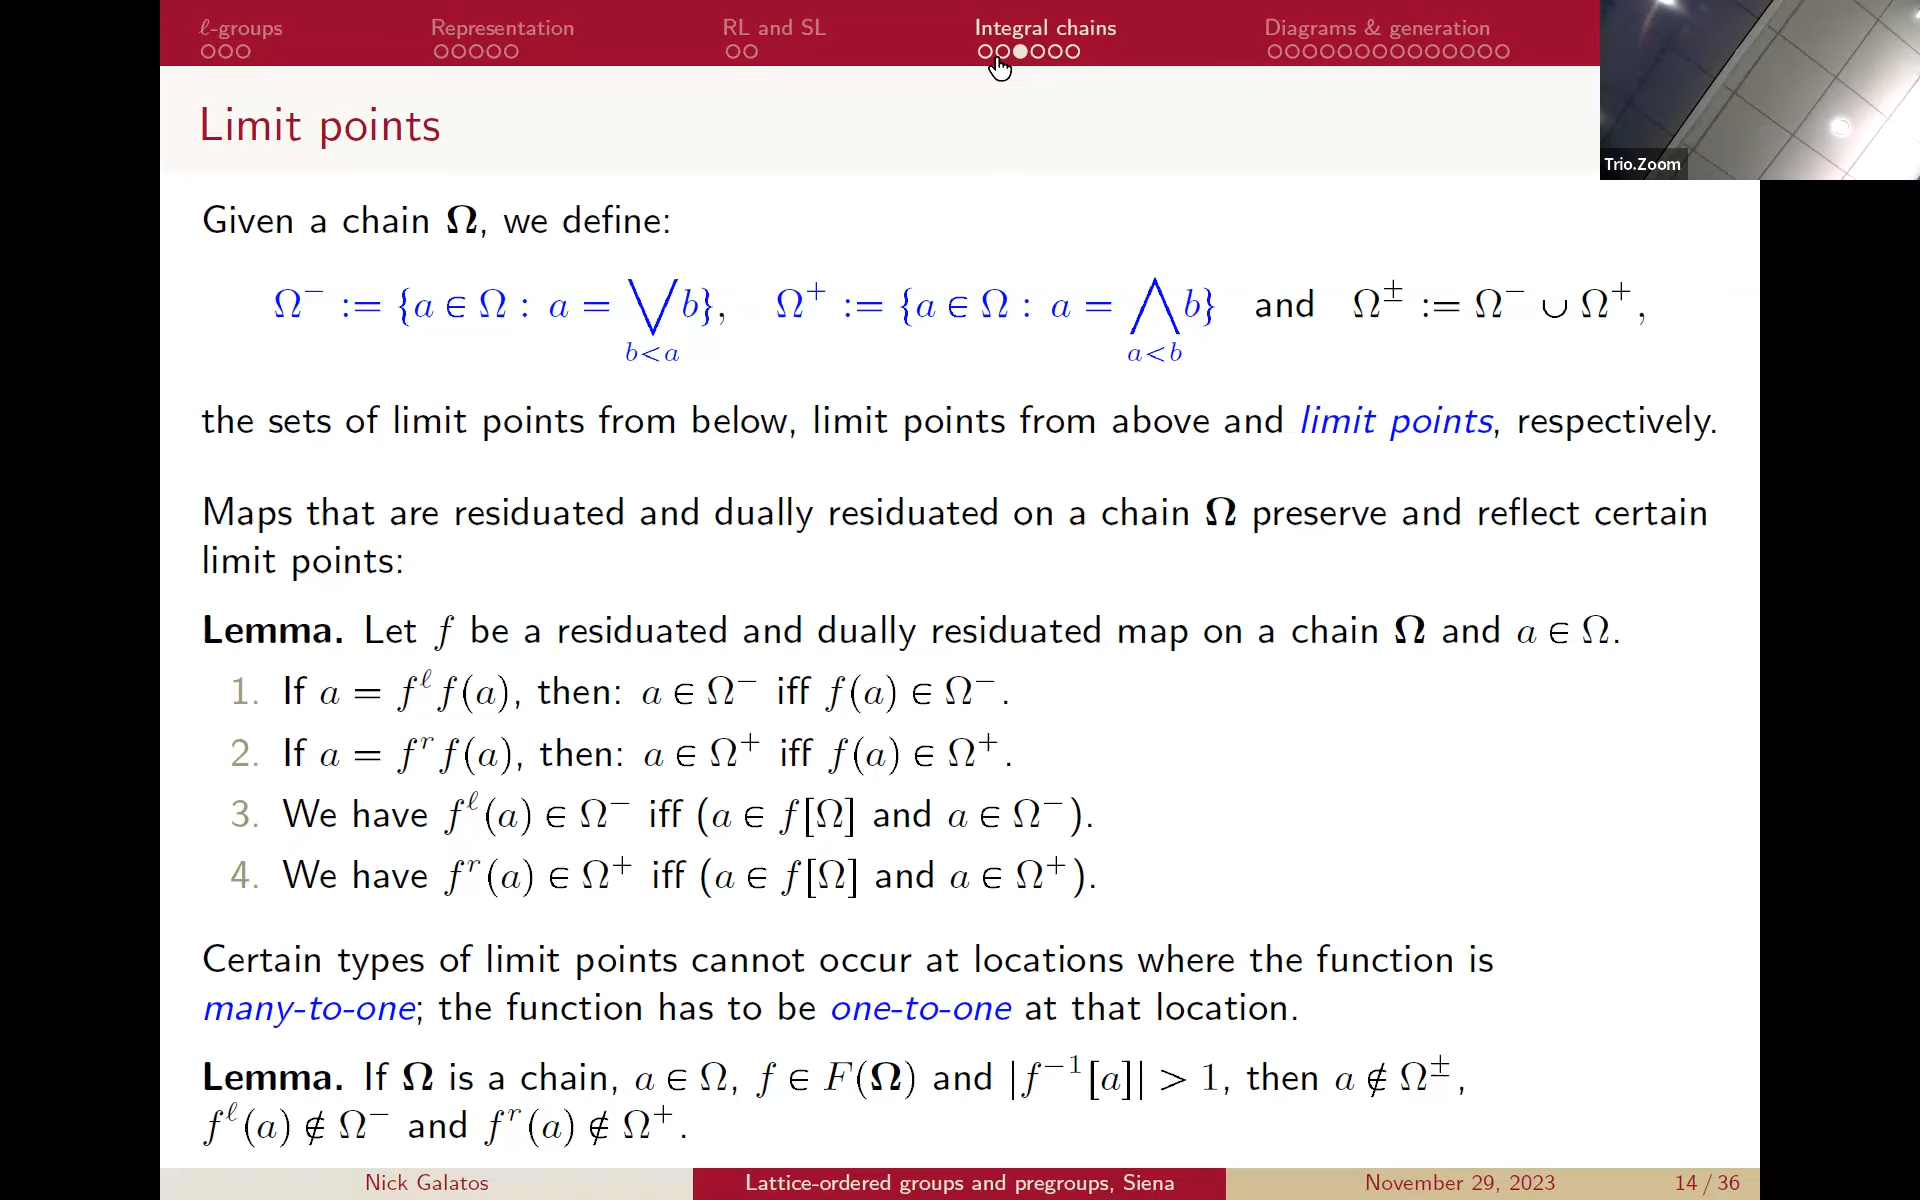 ℓ-groups Representation RL and SL Integral chains Diagrams & generation
Trio.Zoom
Limit points
Given a chain Ω, we define:
Ω⁻ := {a ∈ Ω : a = ⋁_{b<a} b}, Ω⁺ := {a ∈ Ω : a = ⋀_{a<b} b} and Ω^± := Ω⁻ ∪ Ω⁺,
the sets of limit points from below, limit points from above and limit points, respectively.
Maps that are residuated and dually residuated on a chain Ω preserve and reflect certain
limit points:
Lemma. Let f be a residuated and dually residuated map on a chain Ω and a ∈ Ω.
1. If a = f^ℓ f(a), then: a ∈ Ω⁻ iff f(a) ∈ Ω⁻.
2. If a = f^r f(a), then: a ∈ Ω⁺ iff f(a) ∈ Ω⁺.
3. We have f^ℓ(a) ∈ Ω⁻ iff (a ∈ f[Ω] and a ∈ Ω⁻).
4. We have f^r(a) ∈ Ω⁺ iff (a ∈ f[Ω] and a ∈ Ω⁺).
Certain types of limit points cannot occur at locations where the function is
many-to-one; the function has to be one-to-one at that location.
Lemma. If Ω is a chain, a ∈ Ω, f ∈ F(Ω) and |f⁻¹[a]| > 1, then a ∉ Ω^±,
f^ℓ(a) ∉ Ω⁻ and f^r(a) ∉ Ω⁺.
Nick Galatos Lattice-ordered groups and pregroups, Siena November 29, 2023 14 / 36